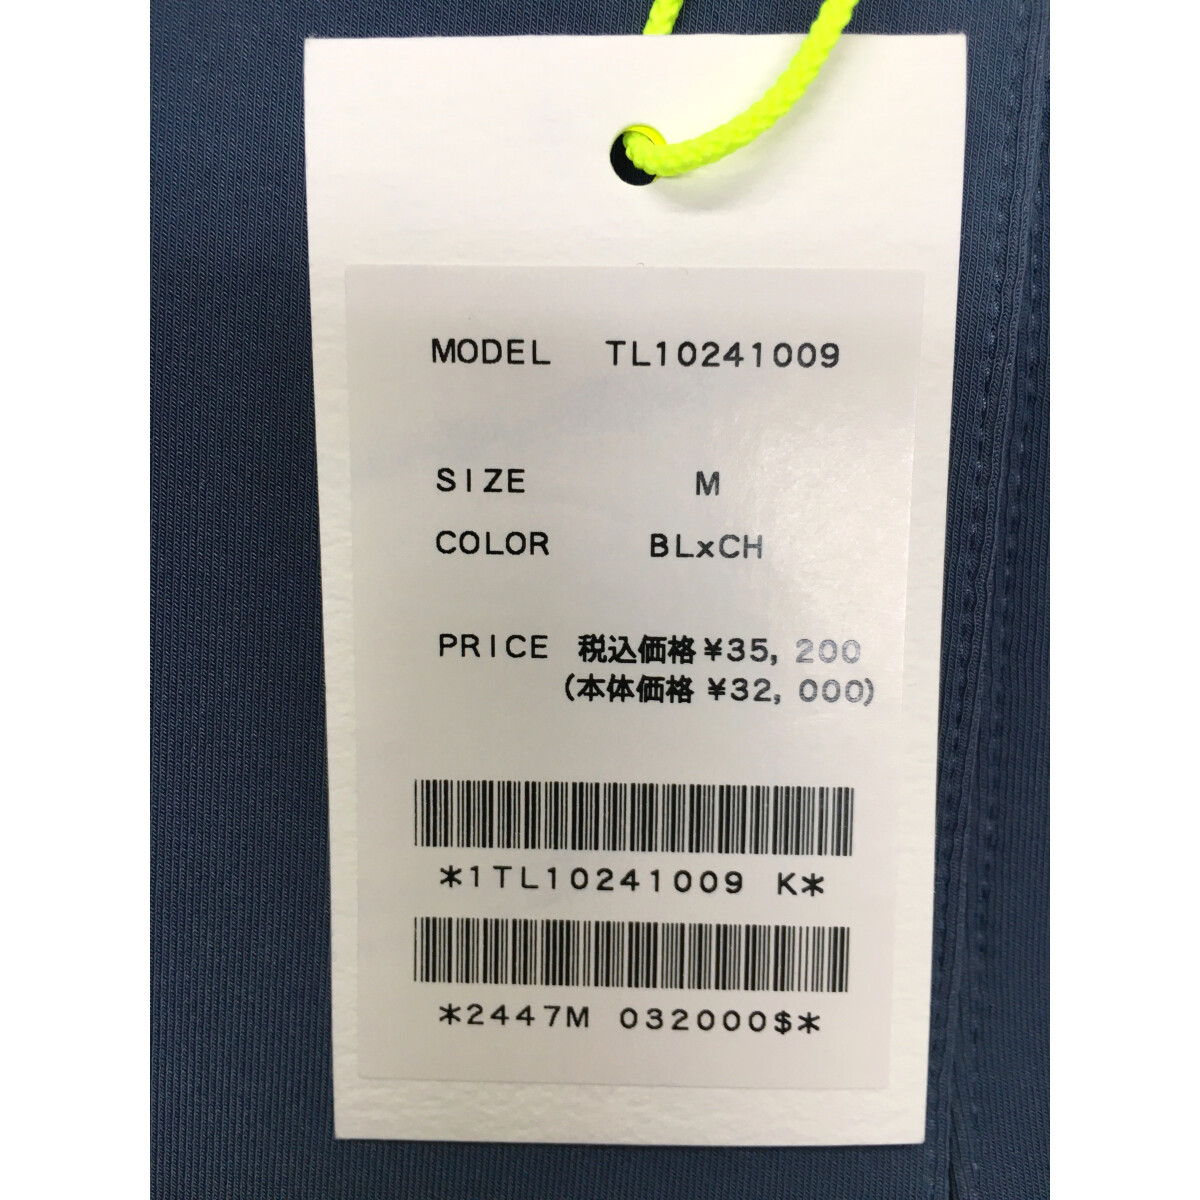 MODEL TL10241009
SIZE M
COLOR BLxCH
PRICE 税込価格 ¥35, 200
(本体価格 ¥32, 000)
*1TL10241009 K*
*2447M 032000$*